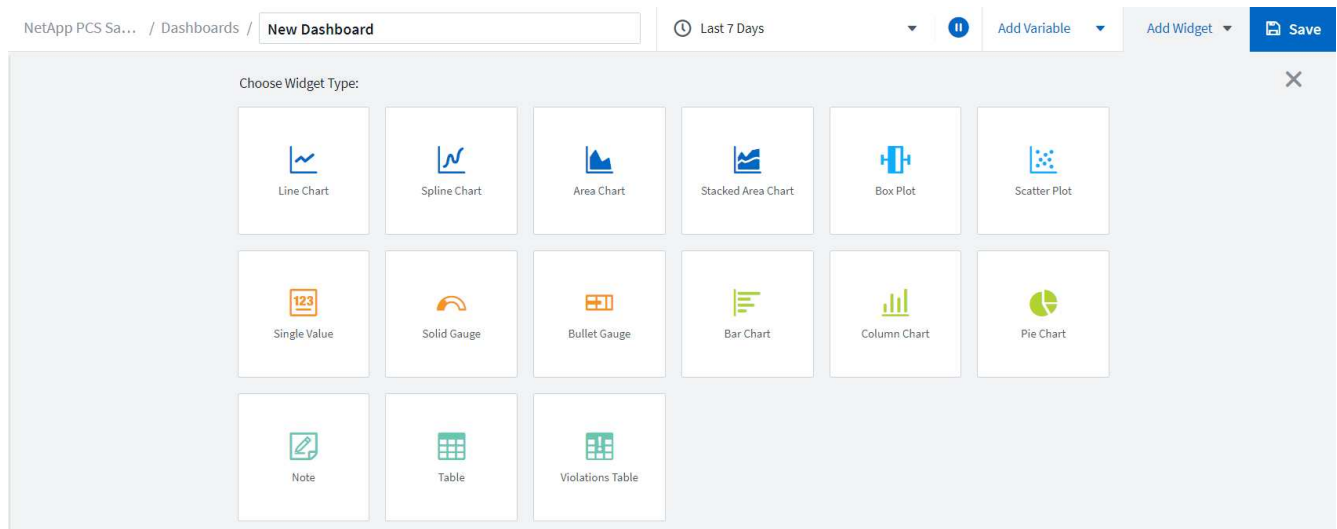 NetApp PCS Sa... / Dashboards / New Dashboard Last 7 Days Add Variable Add Widget Save
Choose Widget Type:
Line Chart Spline Chart Area Chart Stacked Area Chart Box Plot Scatter Plot
123
Single Value Solid Gauge Bullet Gauge Bar Chart Column Chart Pie Chart
Note Table Violations Table